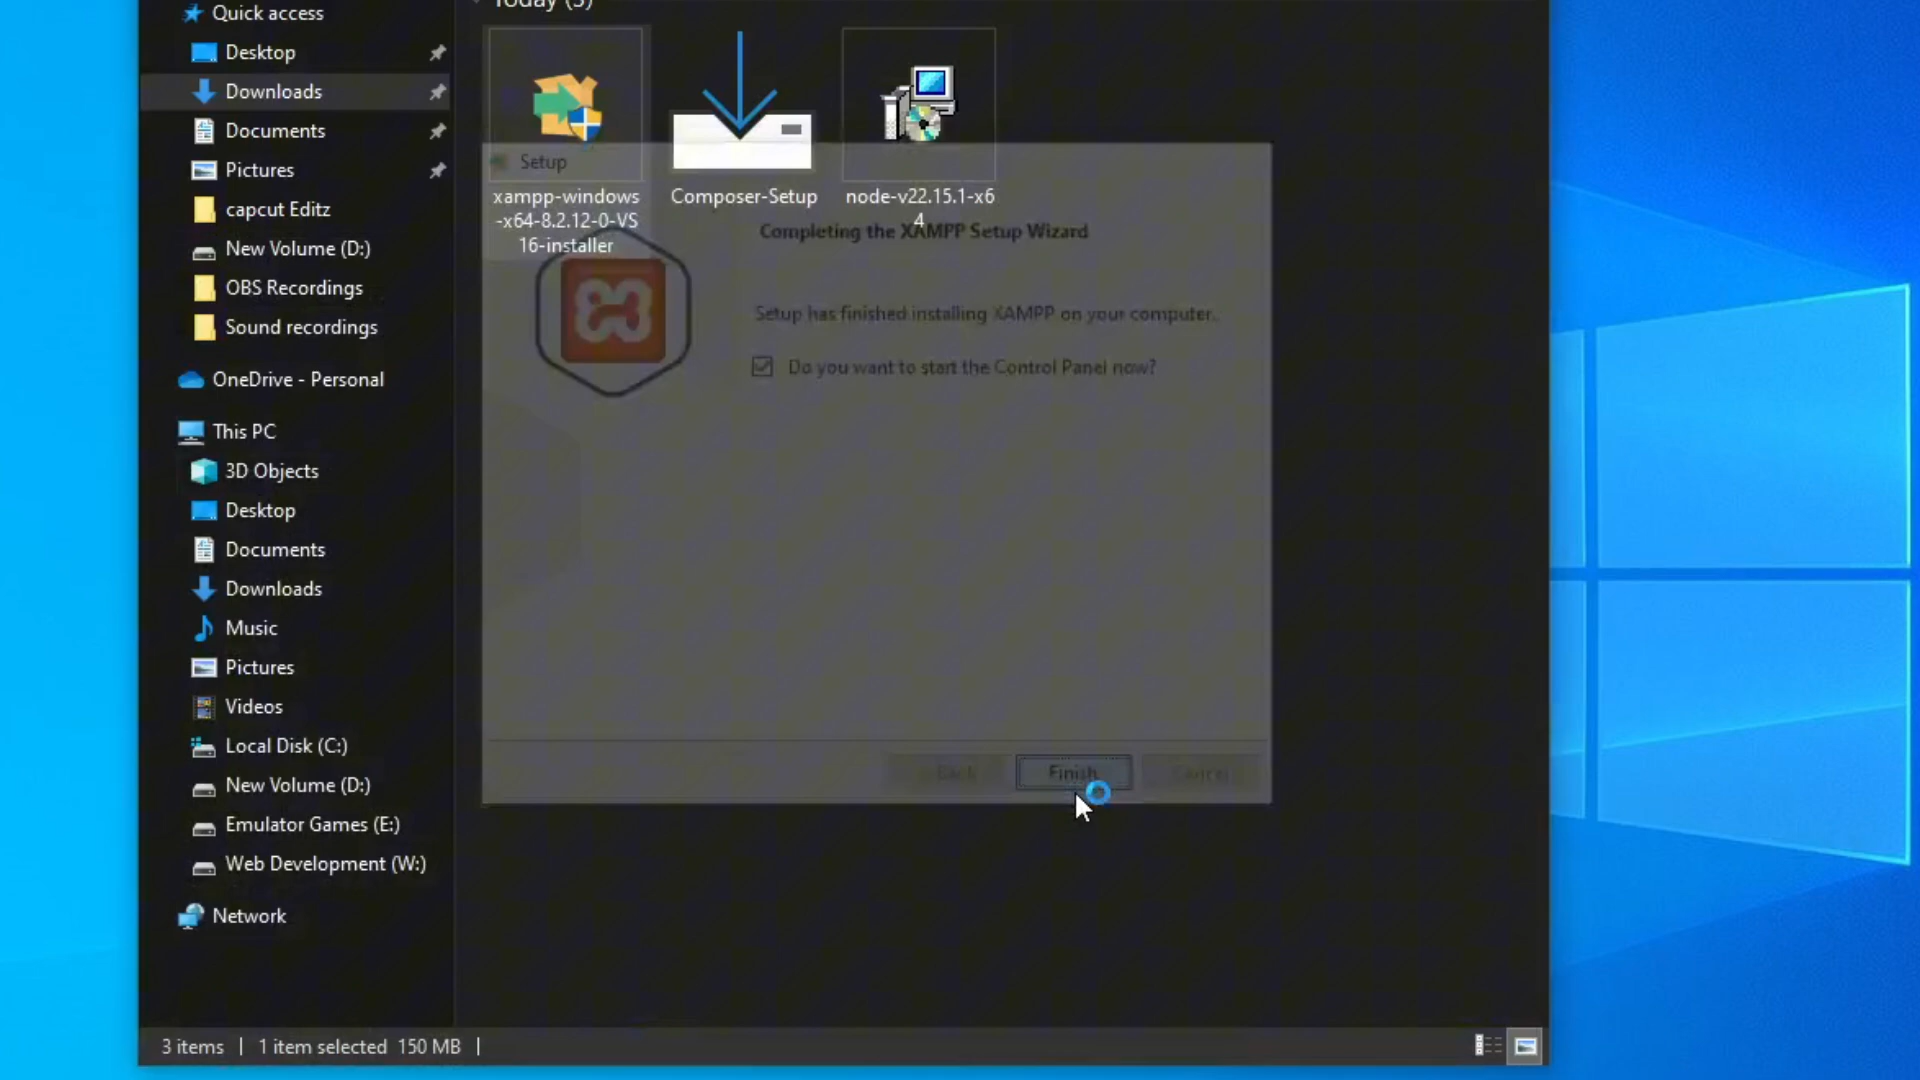 Quick access
Desktop
Downloads
Documents
Pictures
capcut Editz
New Volume (D:)
OBS Recordings
Sound recordings
OneDrive - Personal
This PC
3D Objects
Desktop
Documents
Downloads
Music
Pictures
Videos
Local Disk (C:)
New Volume (D:)
Emulator Games (E:)
Web Development (W:)
Network
Today (3)
xampp-windows
-x64-8.2.12-0-VS
16-installer
Composer-Setup
node-v22.15.1-x6
4
Setup
Completing the XAMPP Setup Wizard
Setup has finished installing XAMPP on your computer.
Do you want to start the Control Panel now?
< Back
Finish
Cancel
3 items
1 item selected 150 MB